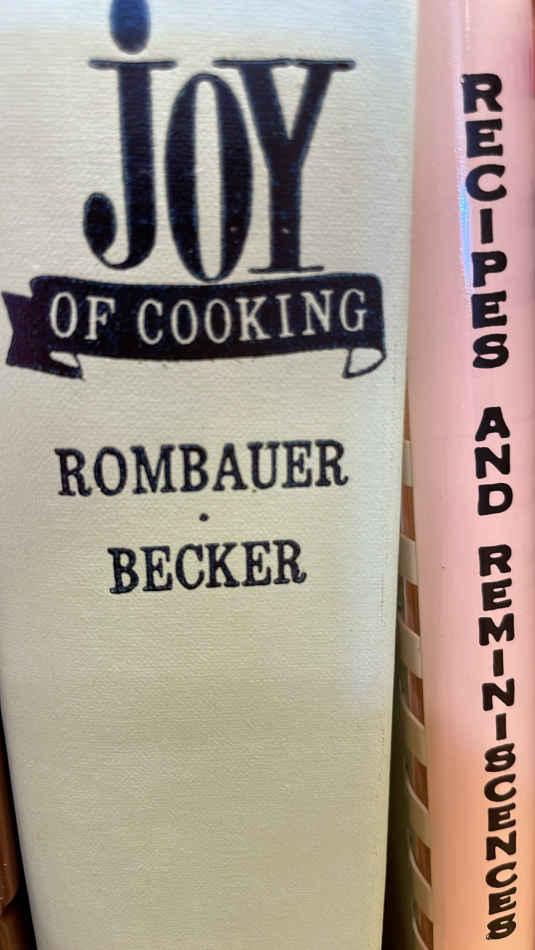 JOY
OF COOKING
ROMBAUER
•
BECKER
RECIPES AND REMINISCENCES